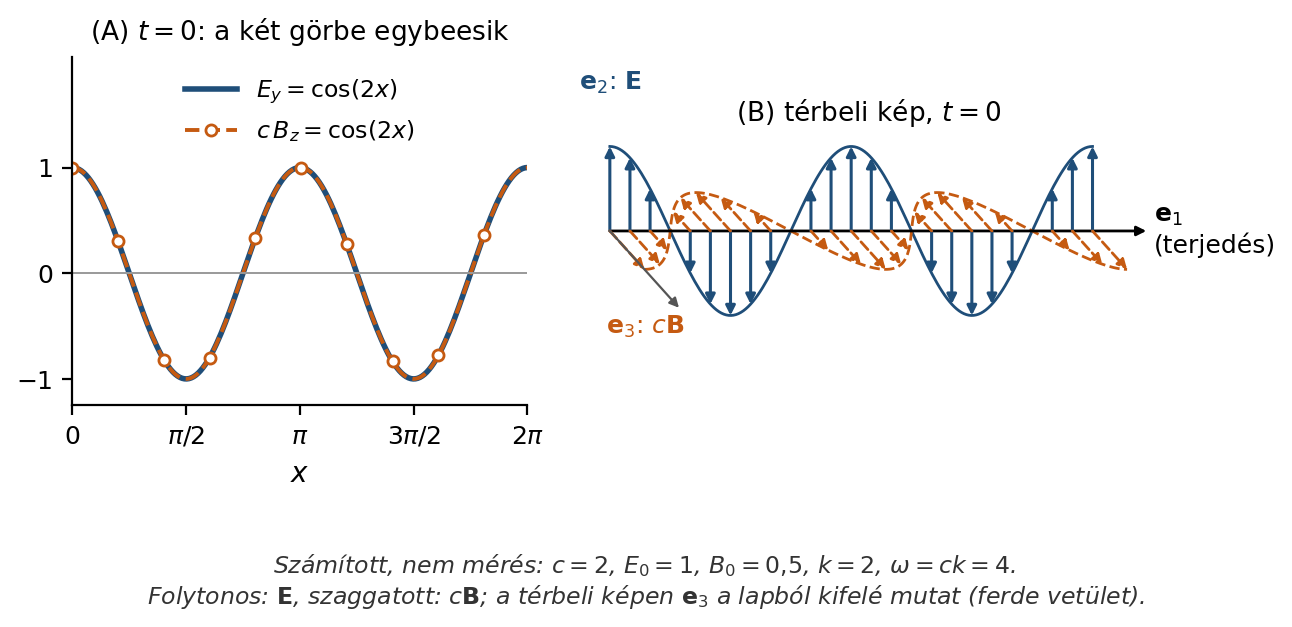 (A) t = 0: a két görbe egybeesik
E_y = cos(2x)
c B_z = cos(2x)
1
0
−1
0 π/2 π 3π/2 2π
x
e₂: E
(B) térbeli kép, t = 0
e₁
(terjedés)
e₃: cB
Számított, nem mérés: c = 2, E₀ = 1, B₀ = 0,5, k = 2, ω = ck = 4.
Folytonos: E, szaggatott: cB; a térbeli képen e₃ a lapból kifelé mutat (ferde vetület).